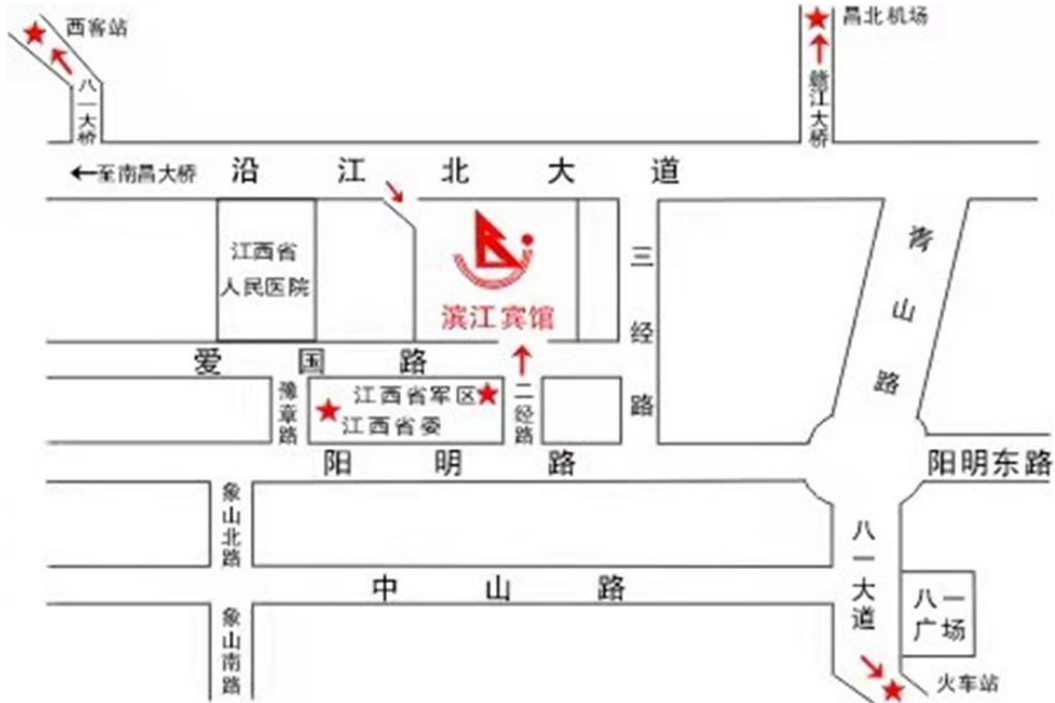 西客站
昌北机场
八一大桥
赣江大桥
←至南昌大桥
沿江北大道
江西省
人民医院
滨江宾馆
三经路
青山路
爱国路
豫章路
江西省军区
江西省委
二经路
阳明路
阳明东路
象山北路
八一大道
中山路
八一
广场
象山南路
火车站